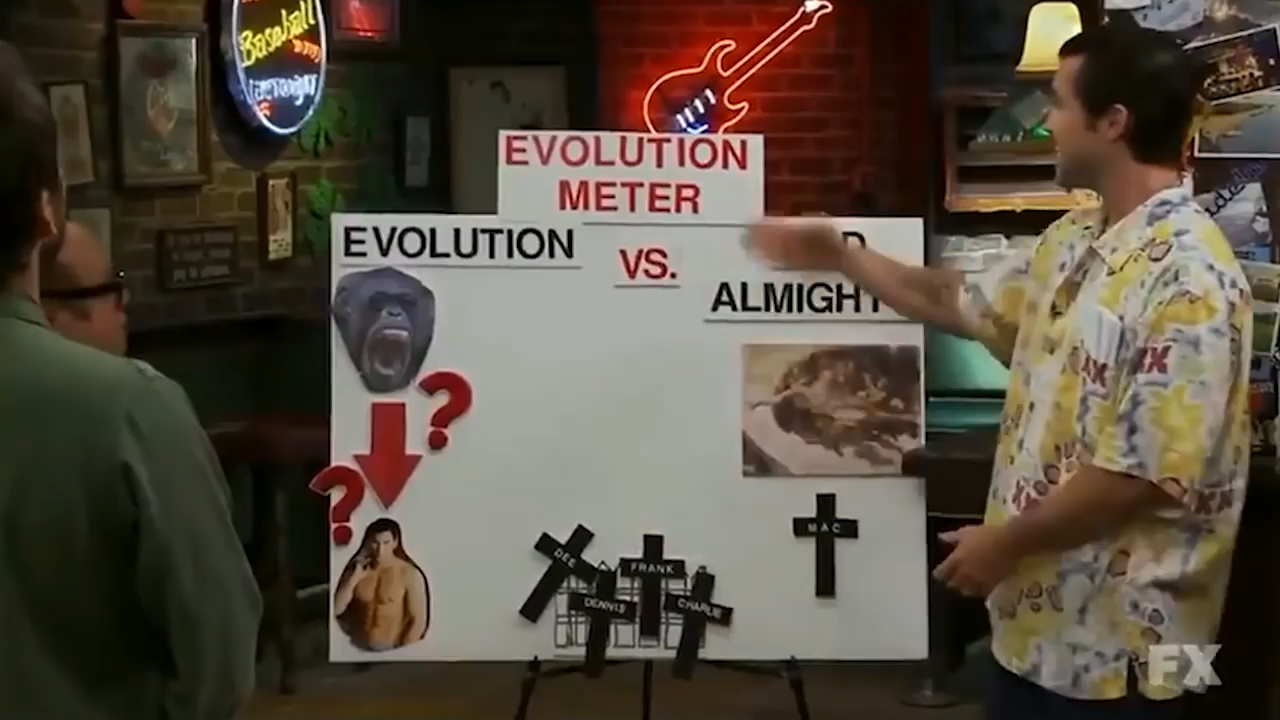 Baseball
EVOLUTION
METER
EVOLUTION
VS.
ALMIGHT
?
?
MAC
DEE
FRANK
DENNIS
CHARLIE
FX